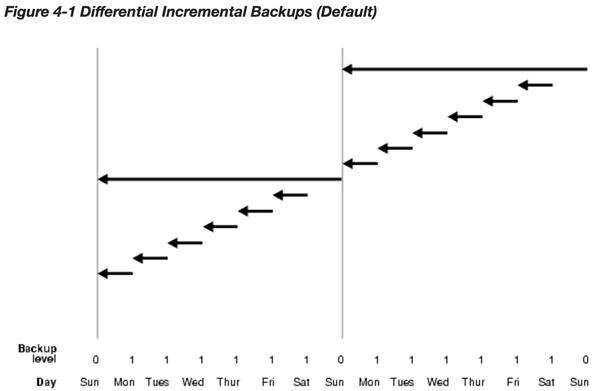 Figure 4-1 Differential Incremental Backups (Default)
Backup
level 0 1 1 1 1 1 1 0 1 1 1 1 1 1 0
Day Sun Mon Tues Wed Thur Fri Sat Sun Mon Tues Wed Thur Fri Sat Sun